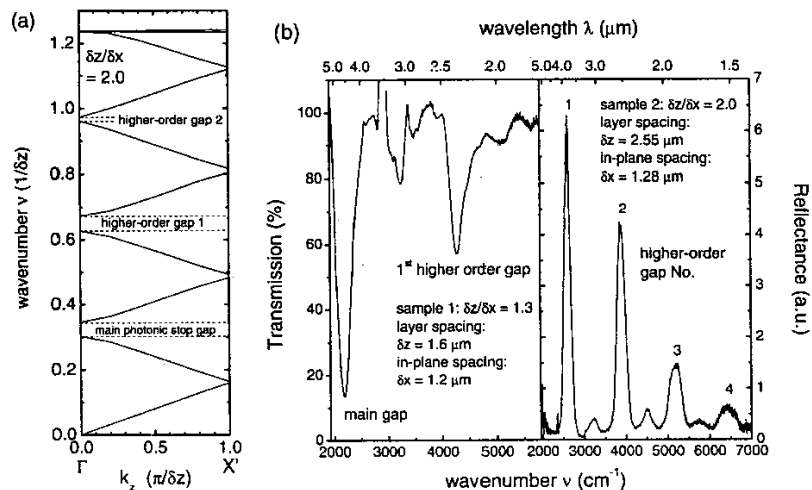 (a)
δz/δx
= 2.0
higher-order gap 2
higher-order gap 1
main photonic stop gap
wavenumber ν (1/δz)
1.2
1.0
0.8
0.6
0.4
0.2
0.0
0.0 0.5 1.0
Γ X'
k_z (π/δz)
(b)
wavelength λ (μm)
5.0 4.0 3.0 2.5 2.0 5.04.0 3.0 2.0 1.5
Transmission (%)
100
80
60
40
20
0
1st higher order gap
sample 1: δz/δx = 1.3
layer spacing:
δz = 1.6 μm
in-plane spacing:
δx = 1.2 μm
main gap
1
sample 2: δz/δx = 2.0
layer spacing:
δz = 2.55 μm
in-plane spacing:
δx = 1.28 μm
2
higher-order
gap No.
3
4
7
6
5
4
3
2
1
0
Reflectance (a.u.)
2000 3000 4000 5000 2000 3000 4000 5000 6000 7000
wavenumber ν (cm⁻¹)